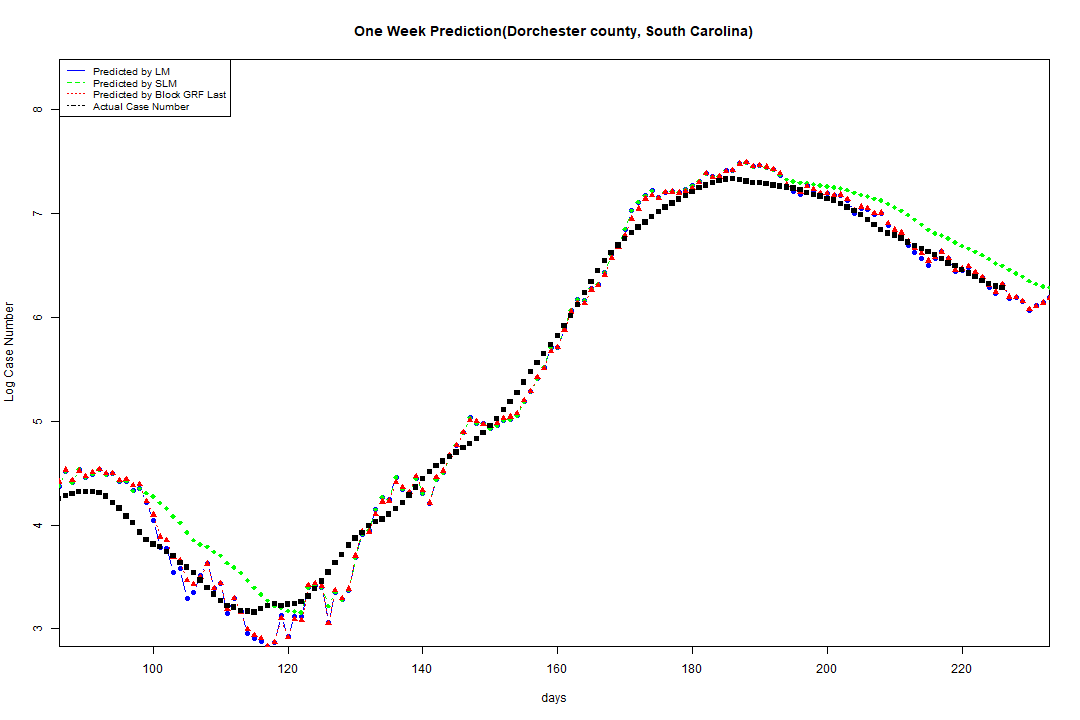 One Week Prediction(Dorchester county, South Carolina)
Predicted by LM
Predicted by SLM
Predicted by Block GRF Last
Actual Case Number
8
7
6
5
4
3
Log Case Number
100 120 140 160 180 200 220
days